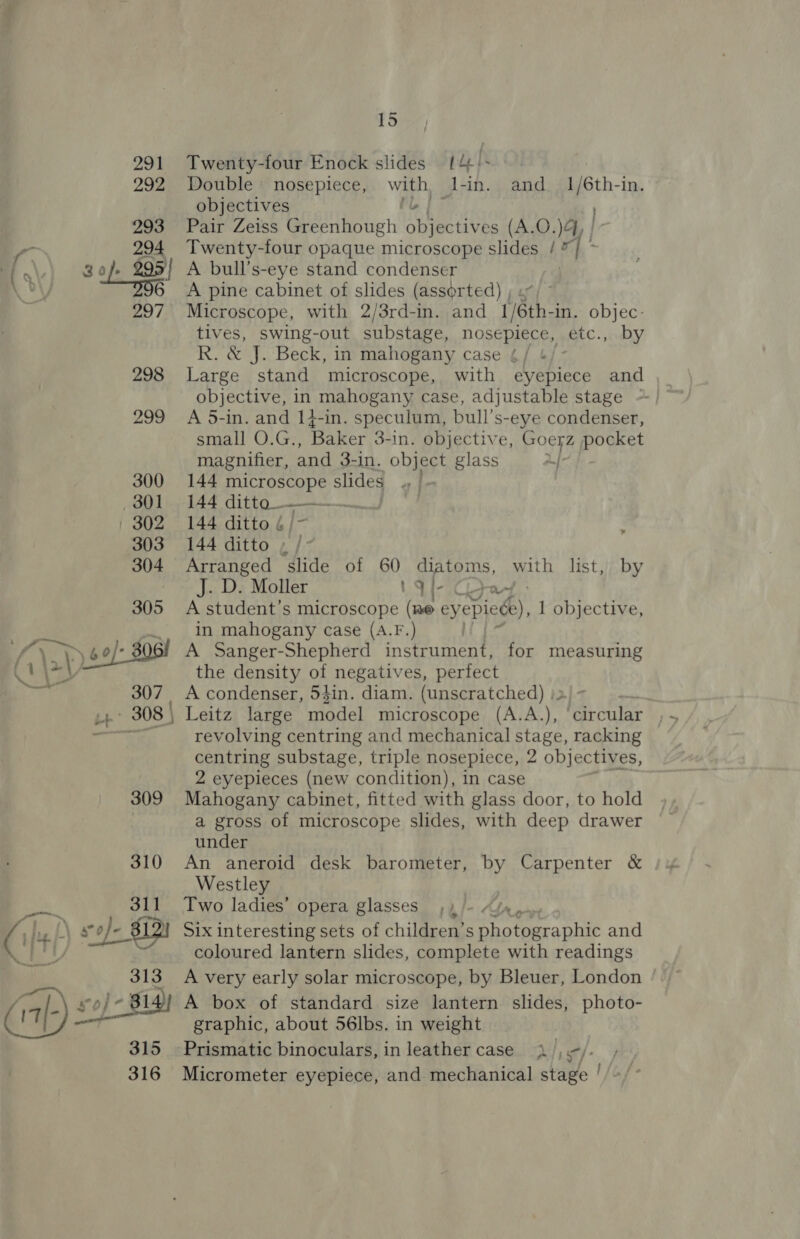 15
291 Twenty-four Enock slides 14/-
292 Double nosepiece, with 1-in. and 1/6th-in.
objectives
293 Pair Zeiss Greenhough objectives (A.O.)
294 Twenty-four opaque microscope slides
30/- 295 A bull's-eye stand condenser
296 A pine cabinet of slides (assorted)
297 Microscope, with 2/3rd-in. and 1/6th-in. objec-
tives, swing-out substage, nosepiece, etc., by
R. & J. Beck, in mahogany case
298 Large stand microscope, with eyepiece and
objective, in mahogany case, adjustable stage
299 A 5-in. and 1¼-in. speculum, bull's-eye condenser,
small O.G., Baker 3-in. objective, Goerz pocket
magnifier, and 3-in. object glass
300 144 microscope slides
301 144 ditto
302 144 ditto
303 144 ditto
304 Arranged slide of 60 diatoms, with list, by
J. D. Moller 19/-
305 A student's microscope (no eyepiece), 1 objective,
in mahogany case (A.F.)
60/- 306 A Sanger-Shepherd instrument, for measuring
the density of negatives, perfect
307 A condenser, 5½in. diam. (unscratched)
308 Leitz large model microscope (A.A.), circular
revolving centring and mechanical stage, racking
centring substage, triple nosepiece, 2 objectives,
2 eyepieces (new condition), in case
309 Mahogany cabinet, fitted with glass door, to hold
a gross of microscope slides, with deep drawer
under
310 An aneroid desk barometer, by Carpenter &
Westley
311 Two ladies' opera glasses
50/- 312 Six interesting sets of children's photographic and
coloured lantern slides, complete with readings
313 A very early solar microscope, by Bleuer, London
17/- 50/- 314 A box of standard size lantern slides, photo-
graphic, about 56lbs. in weight
315 Prismatic binoculars, in leather case
316 Micrometer eyepiece, and mechanical stage